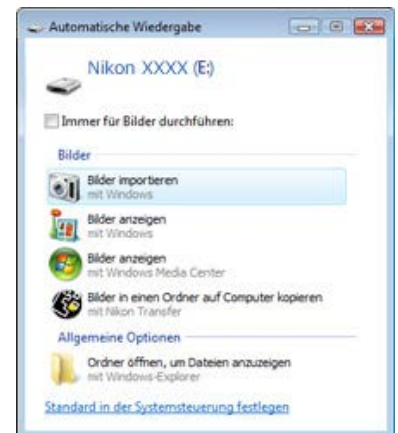 Automatische Wiedergabe
Nikon XXXX (E:)
Immer für Bilder durchführen:
Bilder
Bilder importieren
mit Windows
Bilder anzeigen
mit Windows
Bilder anzeigen
mit Windows Media Center
Bilder in einen Ordner auf Computer kopieren
mit Nikon Transfer
Allgemeine Optionen
Ordner öffnen, um Dateien anzuzeigen
mit Windows-Explorer
Standard in der Systemsteuerung festlegen